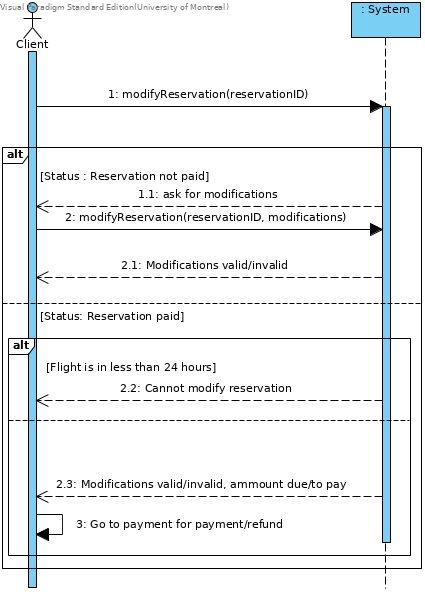 Visual Paradigm Standard Edition(University of Montreal)
: System
Client
1: modifyReservation(reservationID)
alt
[Status : Reservation not paid]
1.1: ask for modifications
2: modifyReservation(reservationID, modifications)
2.1: Modifications valid/invalid
[Status: Reservation paid]
alt
[Flight is in less than 24 hours]
2.2: Cannot modify reservation
2.3: Modifications valid/invalid, ammount due/to pay
3: Go to payment for payment/refund